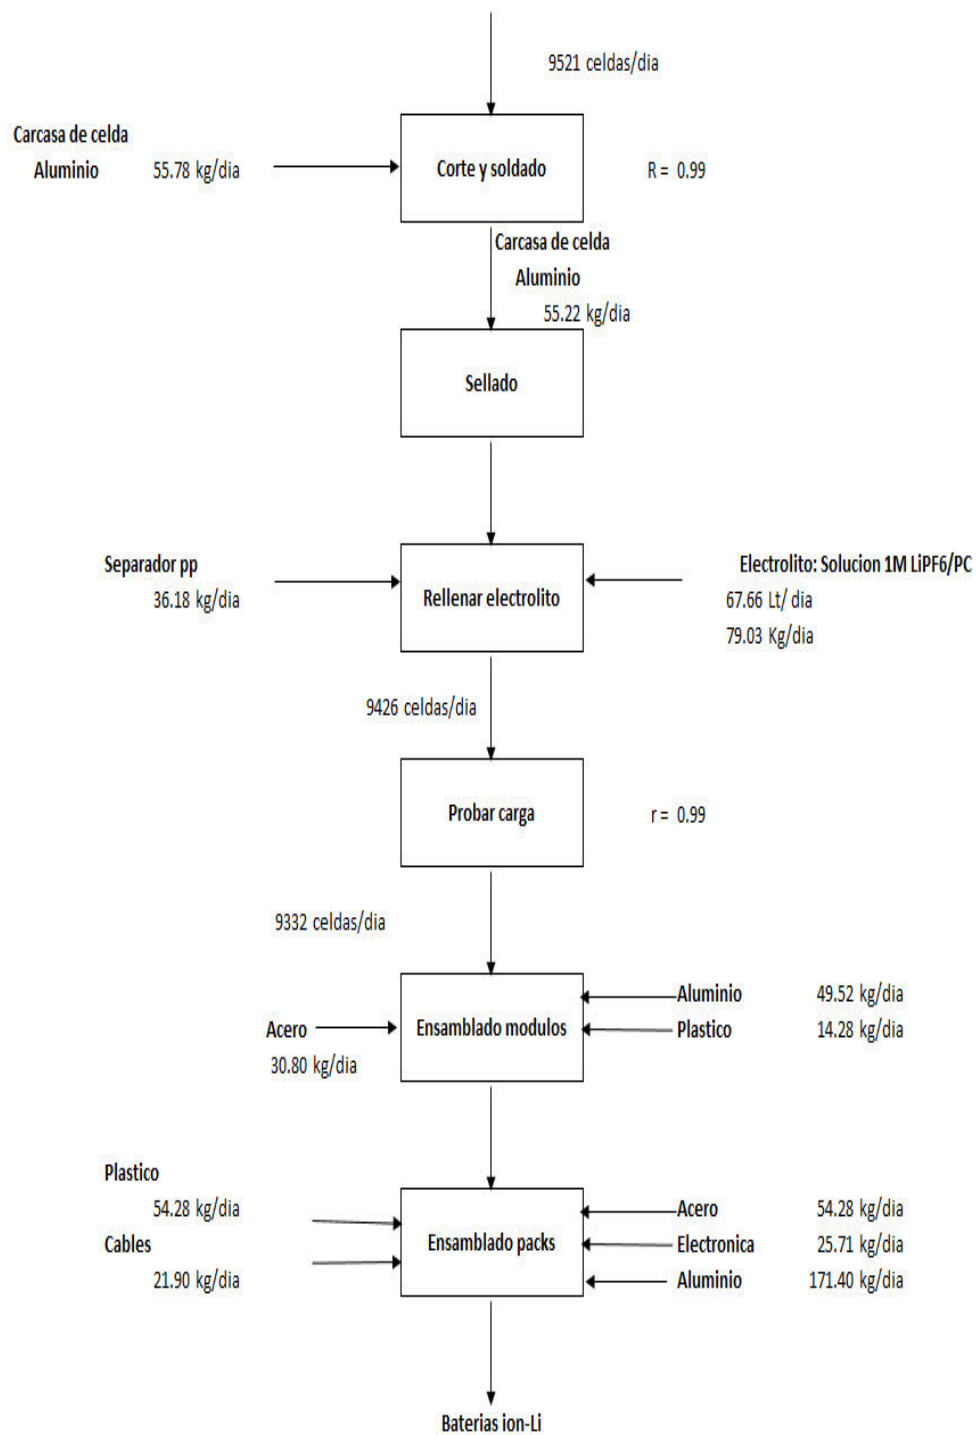 9521 celdas/dia
Carcasa de celda
Aluminio 55.78 kg/dia
Corte y soldado
R = 0.99
Carcasa de celda
Aluminio
55.22 kg/dia
Sellado
Separador pp
36.18 kg/dia
Rellenar electrolito
Electrolito: Solucion 1M LiPF6/PC
67.66 Lt/ dia
79.03 Kg/dia
9426 celdas/dia
Probar carga
r = 0.99
9332 celdas/dia
Acero
30.80 kg/dia
Ensamblado modulos
Aluminio 49.52 kg/dia
Plastico 14.28 kg/dia
Plastico
54.28 kg/dia
Cables
21.90 kg/dia
Ensamblado packs
Acero 54.28 kg/dia
Electronica 25.71 kg/dia
Aluminio 171.40 kg/dia
Baterias ion-Li